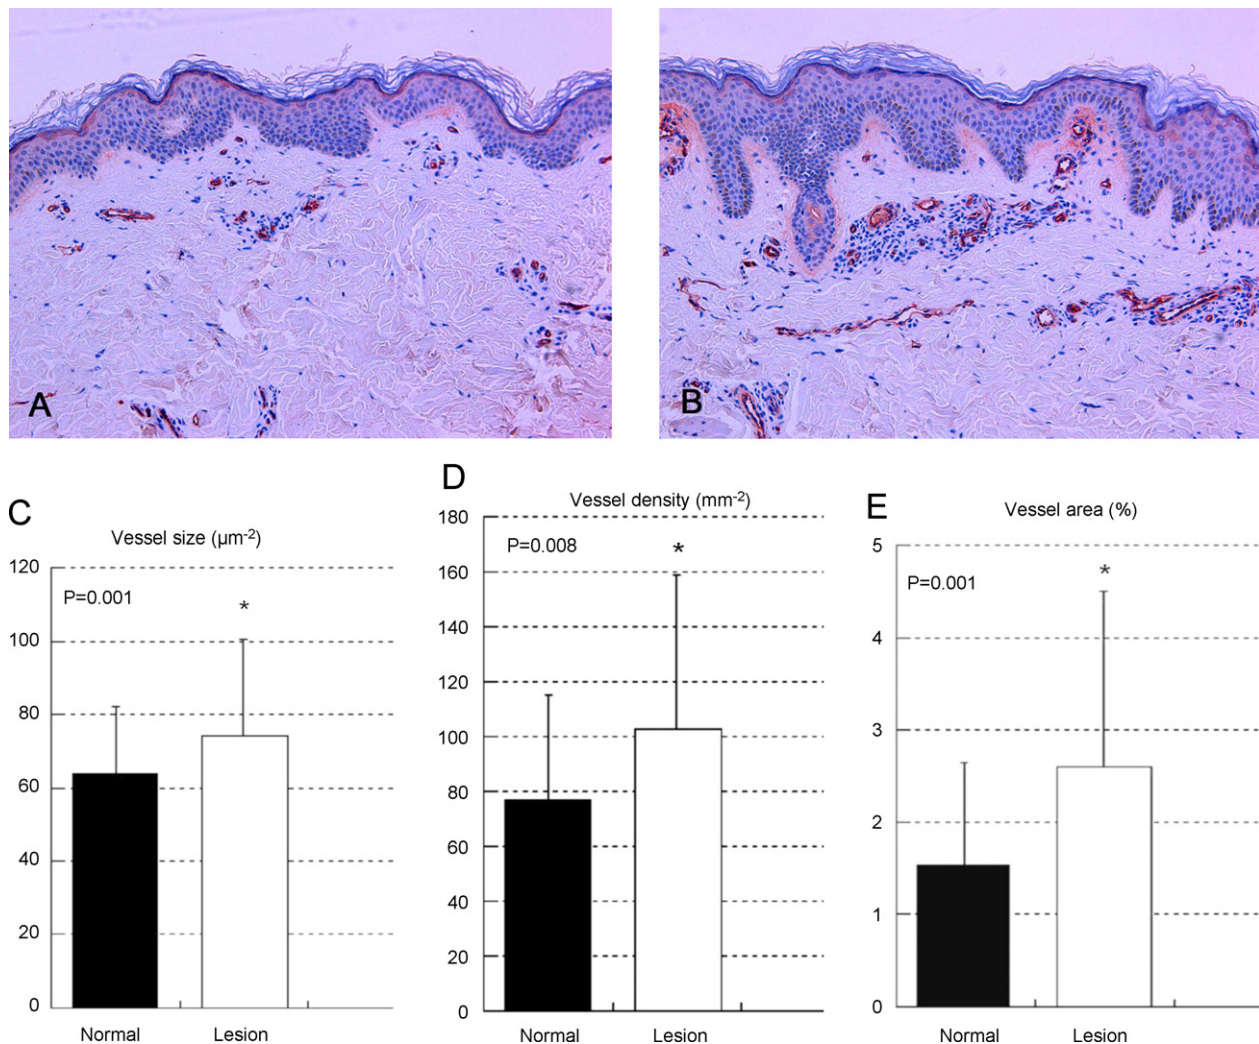 A
B
C
Vessel size (µm-2)
P=0.001
*
120
100
80
60
40
20
0
Normal
Lesion
D
Vessel density (mm-2)
P=0.008
*
180
160
140
120
100
80
60
40
20
0
Normal
Lesion
E
Vessel area (%)
P=0.001
*
5
4
3
2
1
0
Normal
Lesion